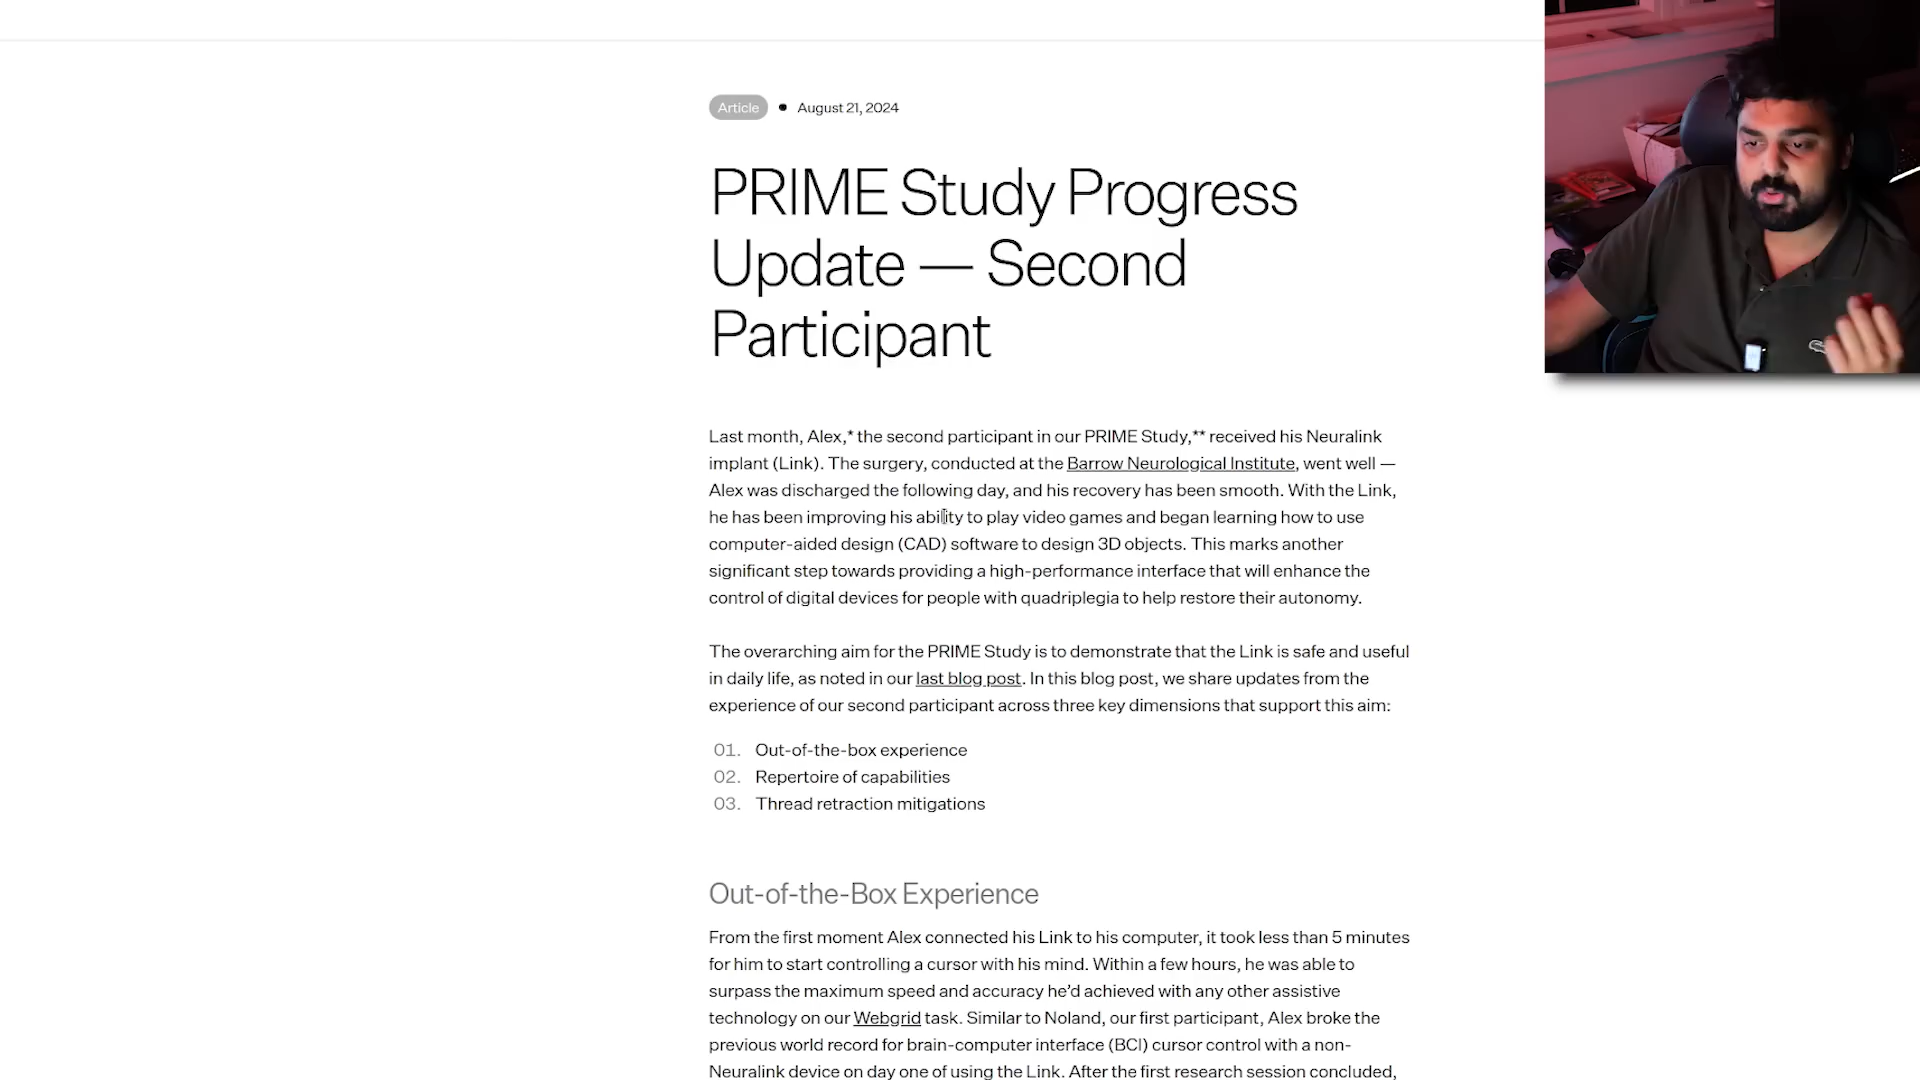 Article • August 21, 2024
PRIME Study Progress
Update — Second
Participant
Last month, Alex,* the second participant in our PRIME Study,** received his Neuralink
implant (Link). The surgery, conducted at the Barrow Neurological Institute, went well —
Alex was discharged the following day, and his recovery has been smooth. With the Link,
he has been improving his ability to play video games and began learning how to use
computer-aided design (CAD) software to design 3D objects. This marks another
significant step towards providing a high-performance interface that will enhance the
control of digital devices for people with quadriplegia to help restore their autonomy.
The overarching aim for the PRIME Study is to demonstrate that the Link is safe and useful
in daily life, as noted in our last blog post. In this blog post, we share updates from the
experience of our second participant across three key dimensions that support this aim:
01. Out-of-the-box experience
02. Repertoire of capabilities
03. Thread retraction mitigations
Out-of-the-Box Experience
From the first moment Alex connected his Link to his computer, it took less than 5 minutes
for him to start controlling a cursor with his mind. Within a few hours, he was able to
surpass the maximum speed and accuracy he’d achieved with any other assistive
technology on our Webgrid task. Similar to Noland, our first participant, Alex broke the
previous world record for brain-computer interface (BCI) cursor control with a non-
Neuralink device on day one of using the Link. After the first research session concluded,